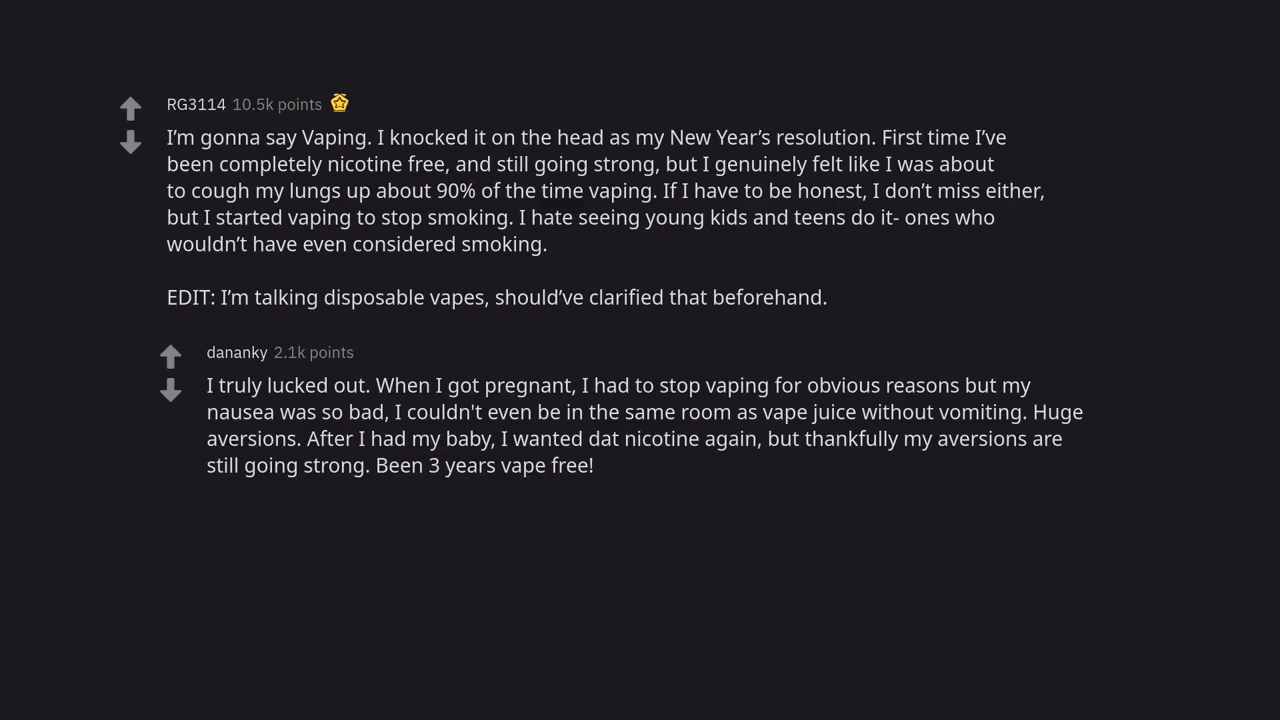 RG3114 10.5k points
I’m gonna say Vaping. I knocked it on the head as my New Year’s resolution. First time I’ve
been completely nicotine free, and still going strong, but I genuinely felt like I was about
to cough my lungs up about 90% of the time vaping. If I have to be honest, I don’t miss either,
but I started vaping to stop smoking. I hate seeing young kids and teens do it- ones who
wouldn’t have even considered smoking.
EDIT: I’m talking disposable vapes, should’ve clarified that beforehand.
dananky 2.1k points
I truly lucked out. When I got pregnant, I had to stop vaping for obvious reasons but my
nausea was so bad, I couldn't even be in the same room as vape juice without vomiting. Huge
aversions. After I had my baby, I wanted dat nicotine again, but thankfully my aversions are
still going strong. Been 3 years vape free!